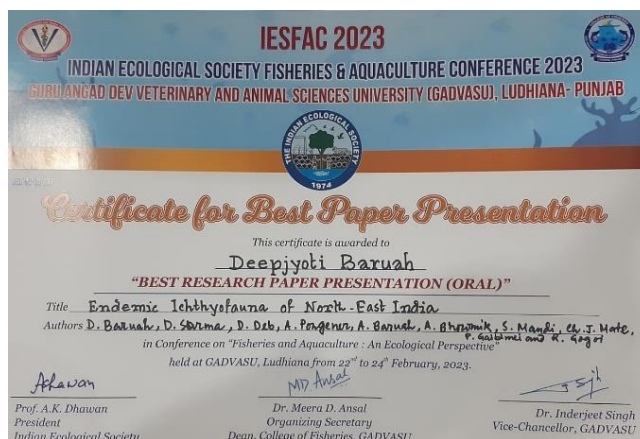 IESFAC 2023
INDIAN ECOLOGICAL SOCIETY FISHERIES & AQUACULTURE CONFERENCE 2023
GURU ANGAD DEV VETERINARY AND ANIMAL SCIENCES UNIVERSITY (GADVASU), LUDHIANA- PUNJAB
THE INDIAN ECOLOGICAL SOCIETY
1974
Certificate for Best Paper Presentation
This certificate is awarded to
Deepjyoti Baruah
"BEST RESEARCH PAPER PRESENTATION (ORAL)"
Title Endemic Ichthyofauna of North-East India
Authors D. Baruah, D. Sarma, D. Deb, A. Baruah, A. Bhowmik, S. Mandi, Ch. J. Mate,
P. Gaidimei and K. Gogoi
in Conference on "Fisheries and Aquaculture : An Ecological Perspective"
held at GADVASU, Ludhiana from 22nd to 24th February, 2023.
Adhawan
MD Ansal
Prof. A.K. Dhawan
President
Indian Ecological Society
Dr. Meera D. Ansal
Organizing Secretary
Dean, College of Fisheries, GADVASU
Dr. Inderjeet Singh
Vice-Chancellor, GADVASU